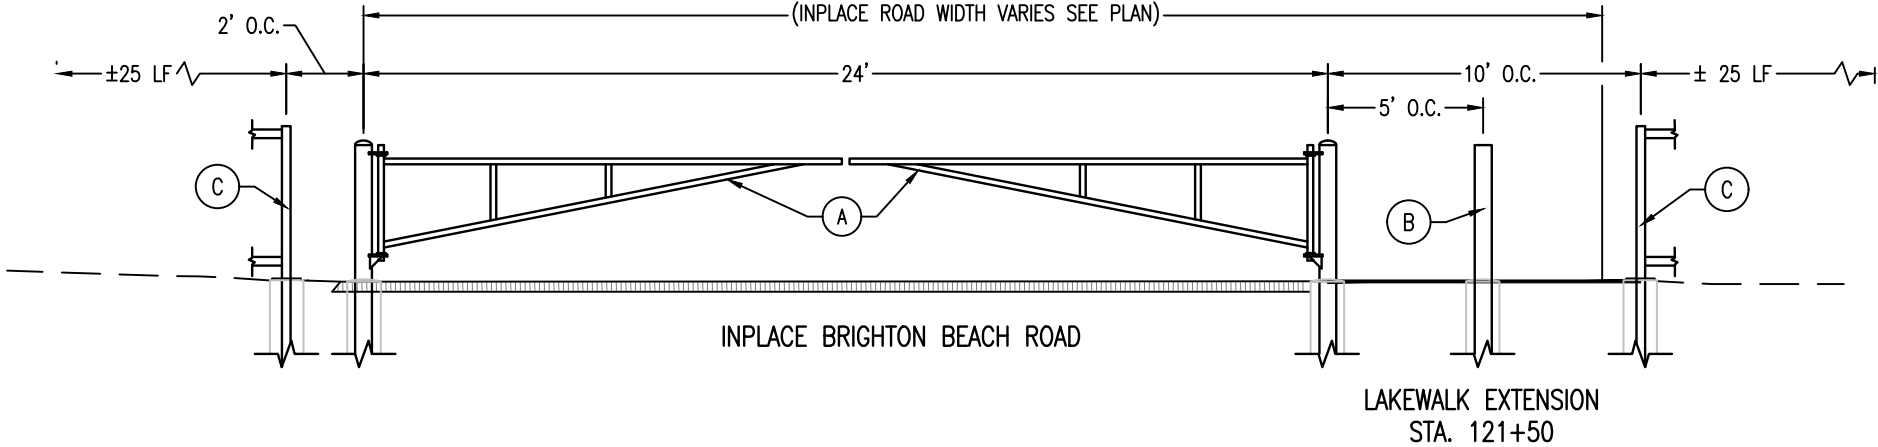 (INPLACE ROAD WIDTH VARIES SEE PLAN)
2' O.C.
±25 LF
24'
10' O.C.
± 25 LF
5' O.C.
C
A
B
C
INPLACE BRIGHTON BEACH ROAD
LAKEWALK EXTENSION
STA. 121+50